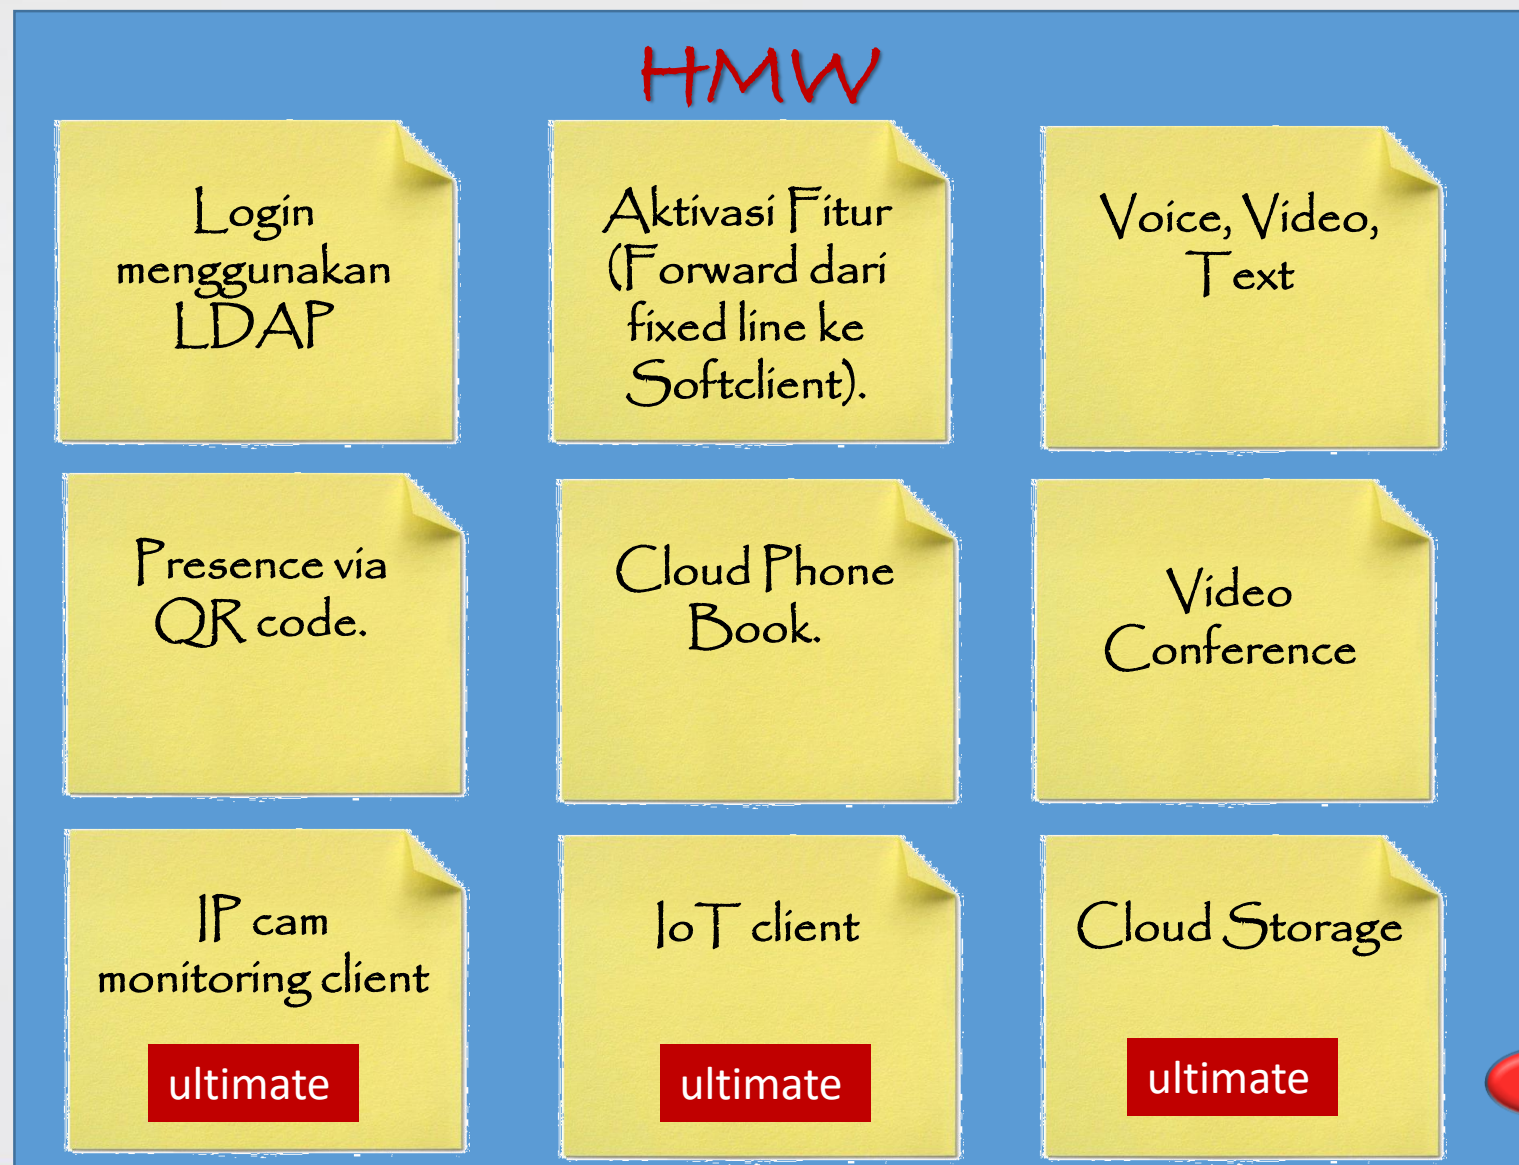 HMW
Login
menggunakan
LDAP
Aktivasi Fitur
(Forward dari
fixed line ke
Softclient).
Voice, Video,
Text
Presence via
QR code.
Cloud Phone
Book.
Video
Conference
IP cam
monitoring client
ultimate
IoT client
ultimate
Cloud Storage
ultimate